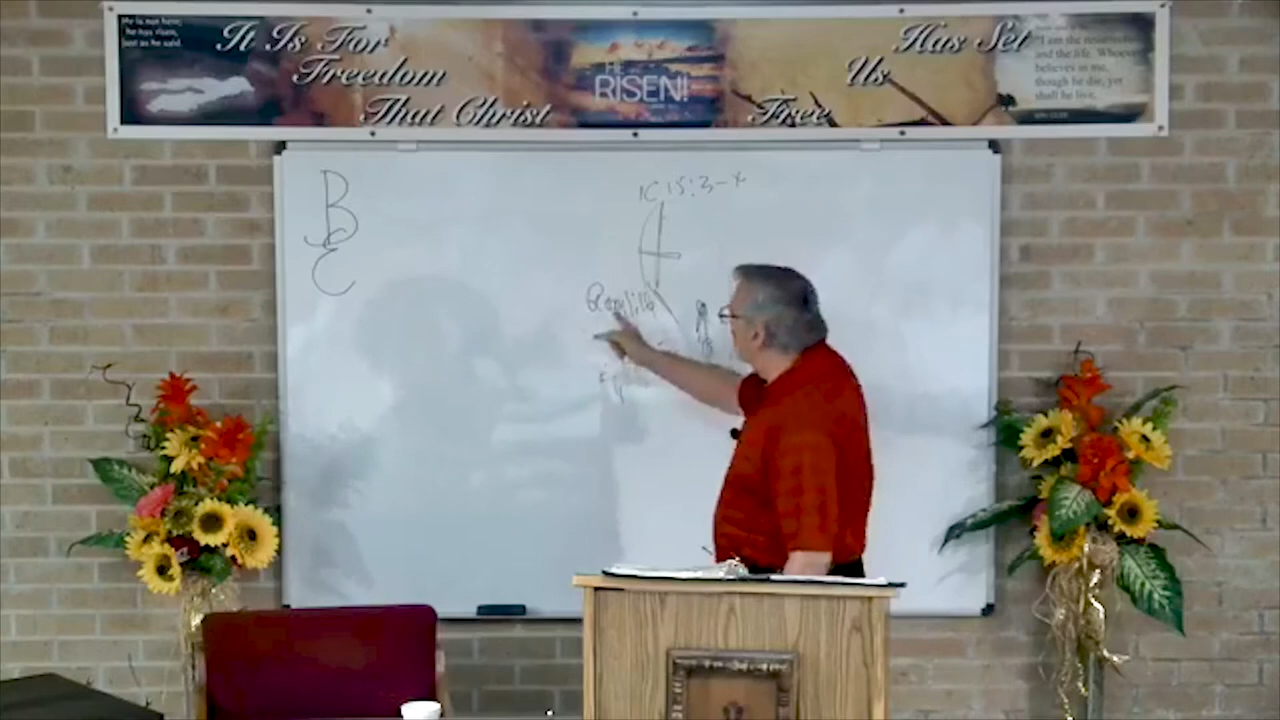 He is not here;
he has risen,
just as he said.
It Is For
Freedom
That Christ
HE
RISEN!
Has Set
Us
Free
"I am the resurrection
and the life. Whoever
believes in me,
though he die, yet
shall he live.
B
E
1C 15:3-4